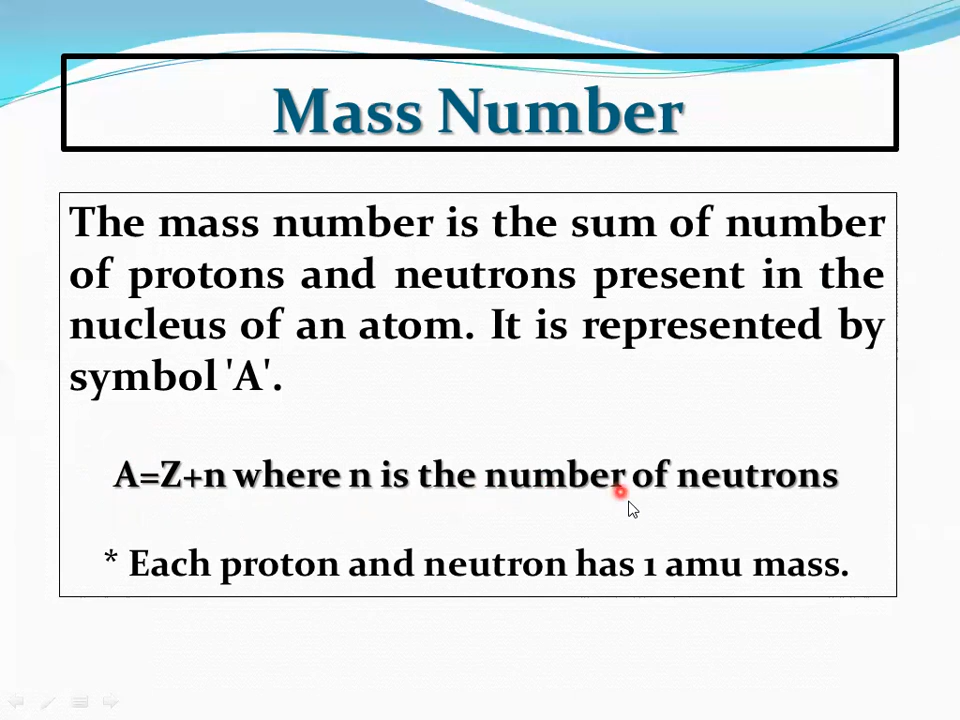 Mass Number
The mass number is the sum of number
of protons and neutrons present in the
nucleus of an atom. It is represented by
symbol 'A'.
A=Z+n where n is the number of neutrons
* Each proton and neutron has 1 amu mass.